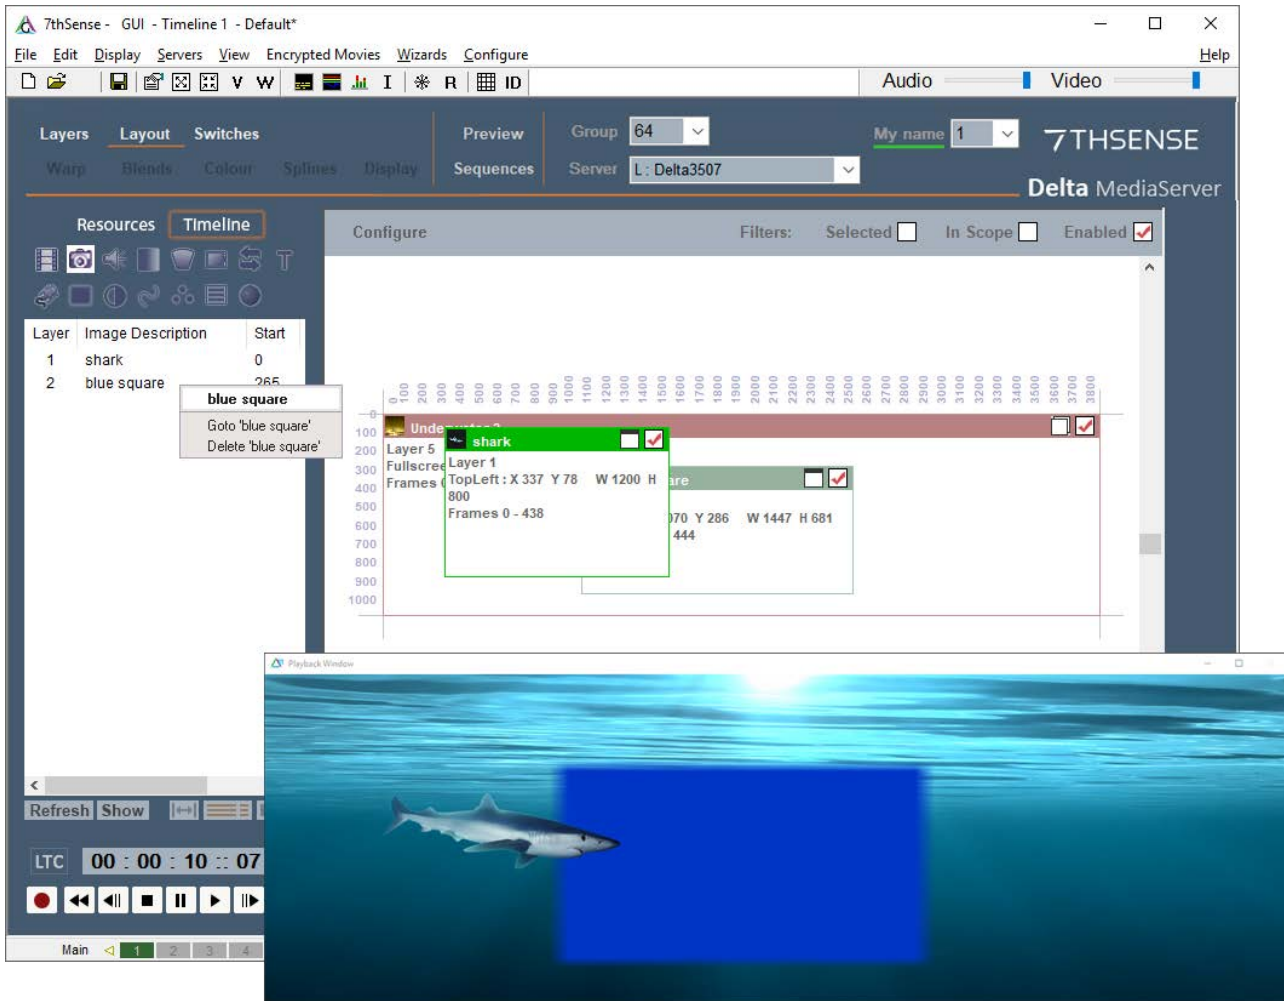 7thSense - GUI - Timeline 1 - Default*
File Edit Display Servers View Encrypted Movies Wizards Configure Help
V W I R ID Audio Video
Layers Layout Switches Preview Group 64 My name 1 7THSENSE
Warp Blends Colour Splines Display Sequences Server L : Delta3507
Delta MediaServer
Resources Timeline
Configure Filters: Selected In Scope Enabled
T
Layer Image Description Start
1 shark 0
2 blue square 265
blue square
Goto 'blue square'
Delete 'blue square'
0 100 200 300 400 500 600 700 800 900 1000 1100 1200 1300 1400 1500 1600 1700 1800 1900 2000 2100 2200 2300 2400 2500 2600 2700 2800 2900 3000 3100 3200 3300 3400 3500 3600 3700 3800
0
100
200
300
400
500
600
700
800
900
1000
Layer 5
Frames
shark
Layer 1
TopLeft : X 337 Y 78 W 1200 H
800
Frames 0 - 438
Y 286 W 1447 H 681
444
Refresh Show
LTC 00 : 00 : 10 :: 07
Main 1 2 3 4
Playback Window